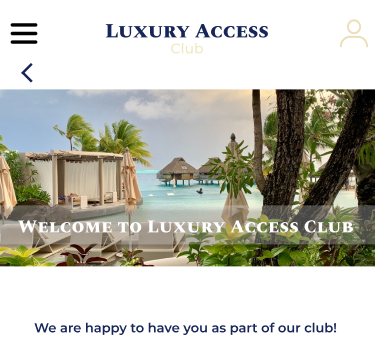 Luxury Access
Club
Welcome to Luxury Access Club
We are happy to have you as part of our club!